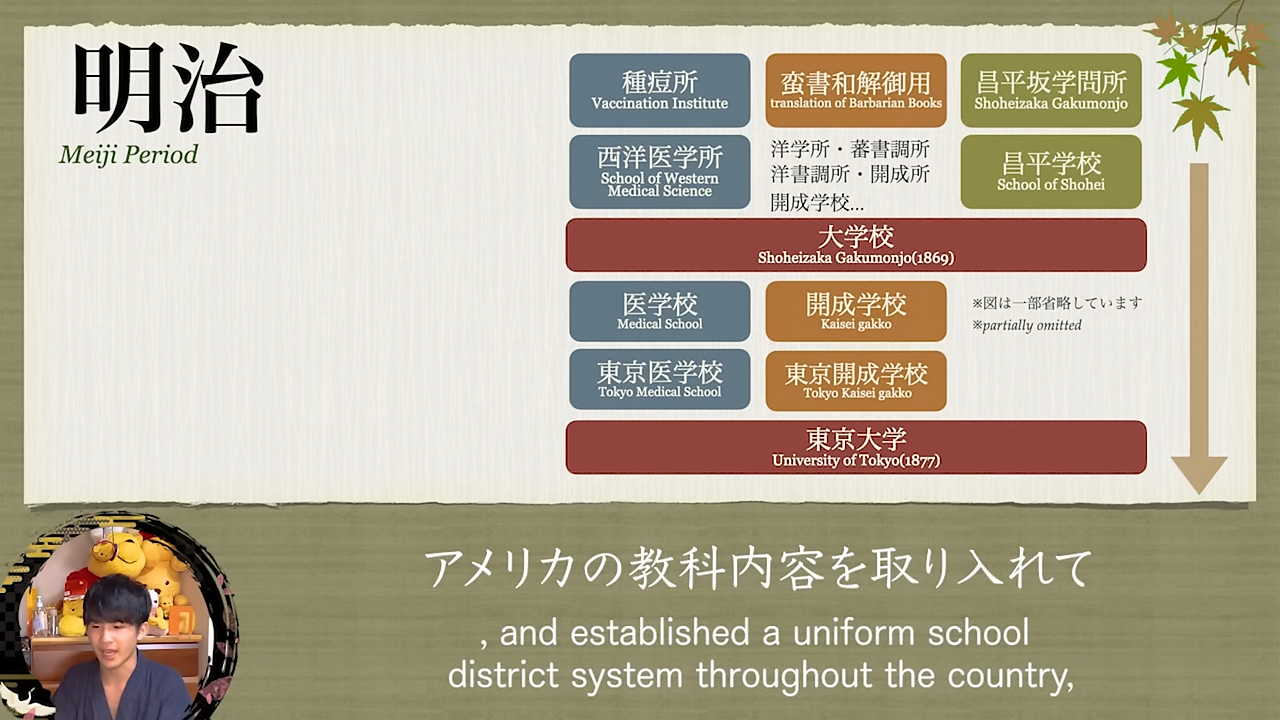 明治
Meiji Period
種痘所
Vaccination Institute
蛮書和解御用
translation of Barbarian Books
昌平坂学問所
Shoheizaka Gakumonjo
西洋医学所
School of Western
Medical Science
洋学所・蕃書調所
洋書調所・開成所
開成学校...
昌平学校
School of Shohei
大学校
Shoheizaka Gakumonjo(1869)
医学校
Medical School
開成学校
Kaisei gakko
※図は一部省略しています
※partially omitted
東京医学校
Tokyo Medical School
東京開成学校
Tokyo Kaisei gakko
東京大学
University of Tokyo(1877)
アメリカの教科内容を取り入れて
, and established a uniform school
district system throughout the country,